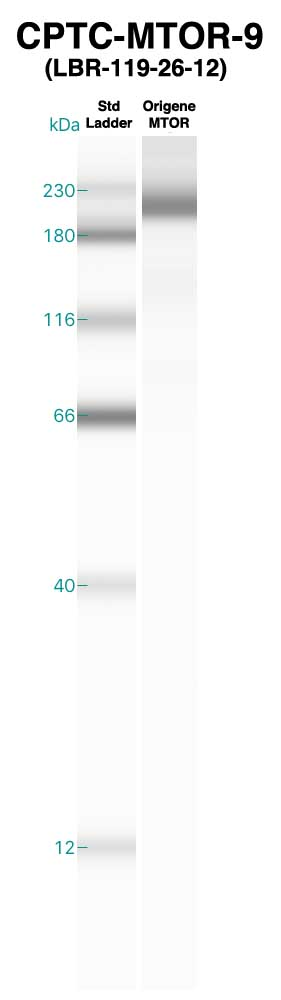 CPTC-MTOR-9
(LBR-119-26-12)
kDa
Std
Ladder
Origene
MTOR
230
180
116
66
40
12